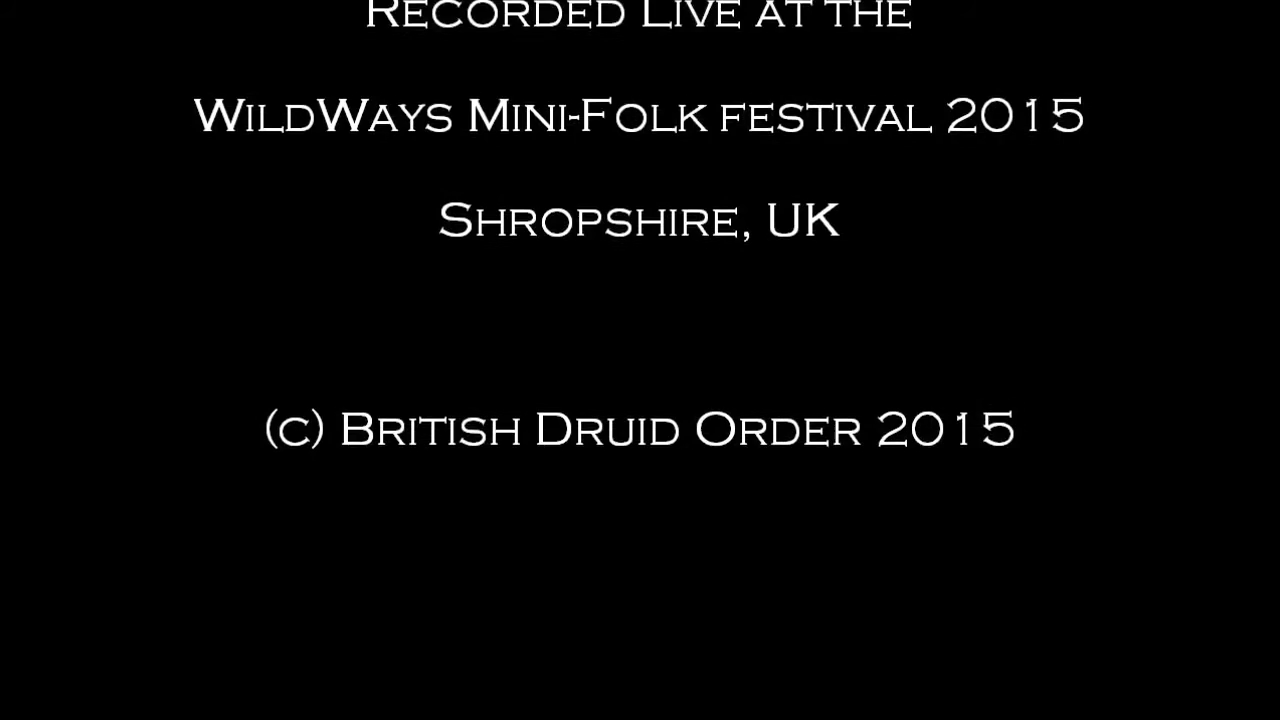 Recorded Live at the
WildWays Mini-Folk festival 2015
Shropshire, UK
(c) British Druid Order 2015